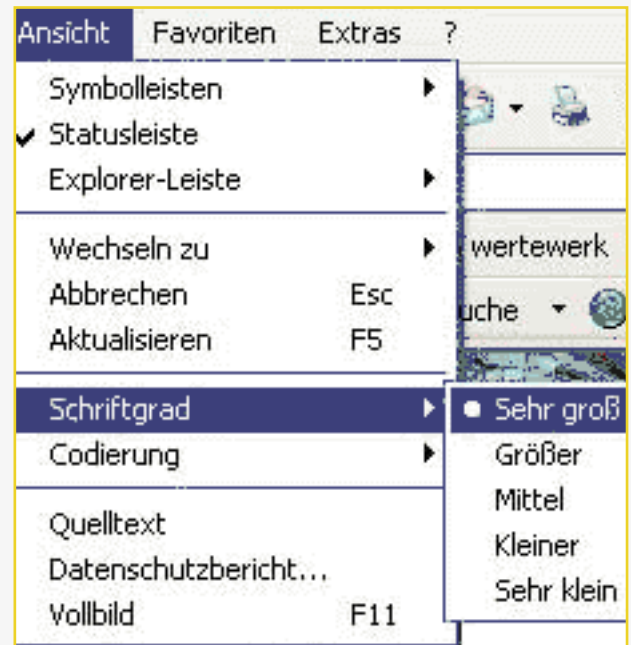 Ansicht Favoriten Extras ?
Symbolleisten
Statusleiste
Explorer-Leiste
Wechseln zu
wertewerk
Abbrechen Esc
uche
Aktualisieren F5
Schriftgrad
Sehr groß
Codierung
Größer
Mittel
Quelltext
Kleiner
Datenschutzbericht...
Sehr klein
Vollbild F11